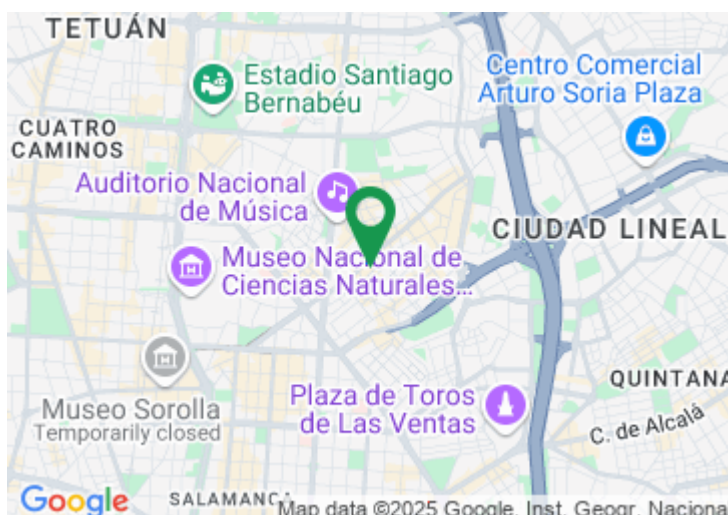 TETUÁN
Estadio Santiago
Bernabéu
Centro Comercial
Arturo Soria Plaza
CUATRO
CAMINOS
Auditorio Nacional
de Música
CIUDAD LINEAL
Museo Nacional de
Ciencias Naturales...
QUINTANA
Plaza de Toros
de Las Ventas
Museo Sorolla
Temporarily closed
C. de Alcalá
Google
SALAMANCA
Map data ©2025 Google, Inst. Geogr. Naciona